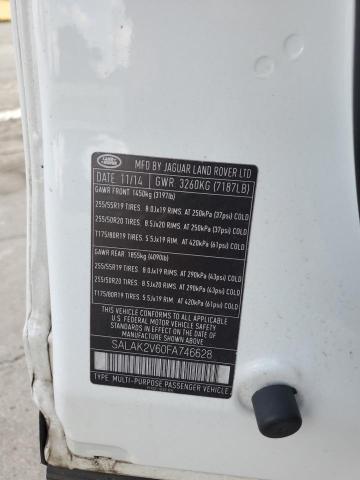 LAND ROVER
MFD BY JAGUAR LAND ROVER LTD
DATE 11/14 GWR 3260KG (7187LB)
GAWR FRONT 1450kg (3197lb)
255/55R19 TIRES 8.0Jx19 RIMS. AT 250kPa (37psi) COLD
255/50R20 TIRES 8.5Jx20 RIMS. AT 250kPa (37psi) COLD
T175/80R19 TIRES 5.5Jx19 RIM. AT 420kPa (61psi) COLD
GAWR REAR 1855kg (4090lb)
255/55R19 TIRES 8.0Jx19 RIMS. AT 290kPa (43psi) COLD
255/50R20 TIRES 8.5Jx20 RIMS. AT 290kPa (43psi) COLD
T175/80R19 TIRES 5.5Jx19 RIM. AT 420kPa (61psi) COLD
THIS VEHICLE CONFORMS TO ALL
APPLICABLE U.S. FEDERAL MOTOR
VEHICLE SAFETY STANDARDS IN
EFFECT ON THE DATE OF
MANUFACTURE SHOWN ABOVE.
SALAK2V60FA746628
TYPE: MULTI-PURPOSE PASSENGER VEHICLE